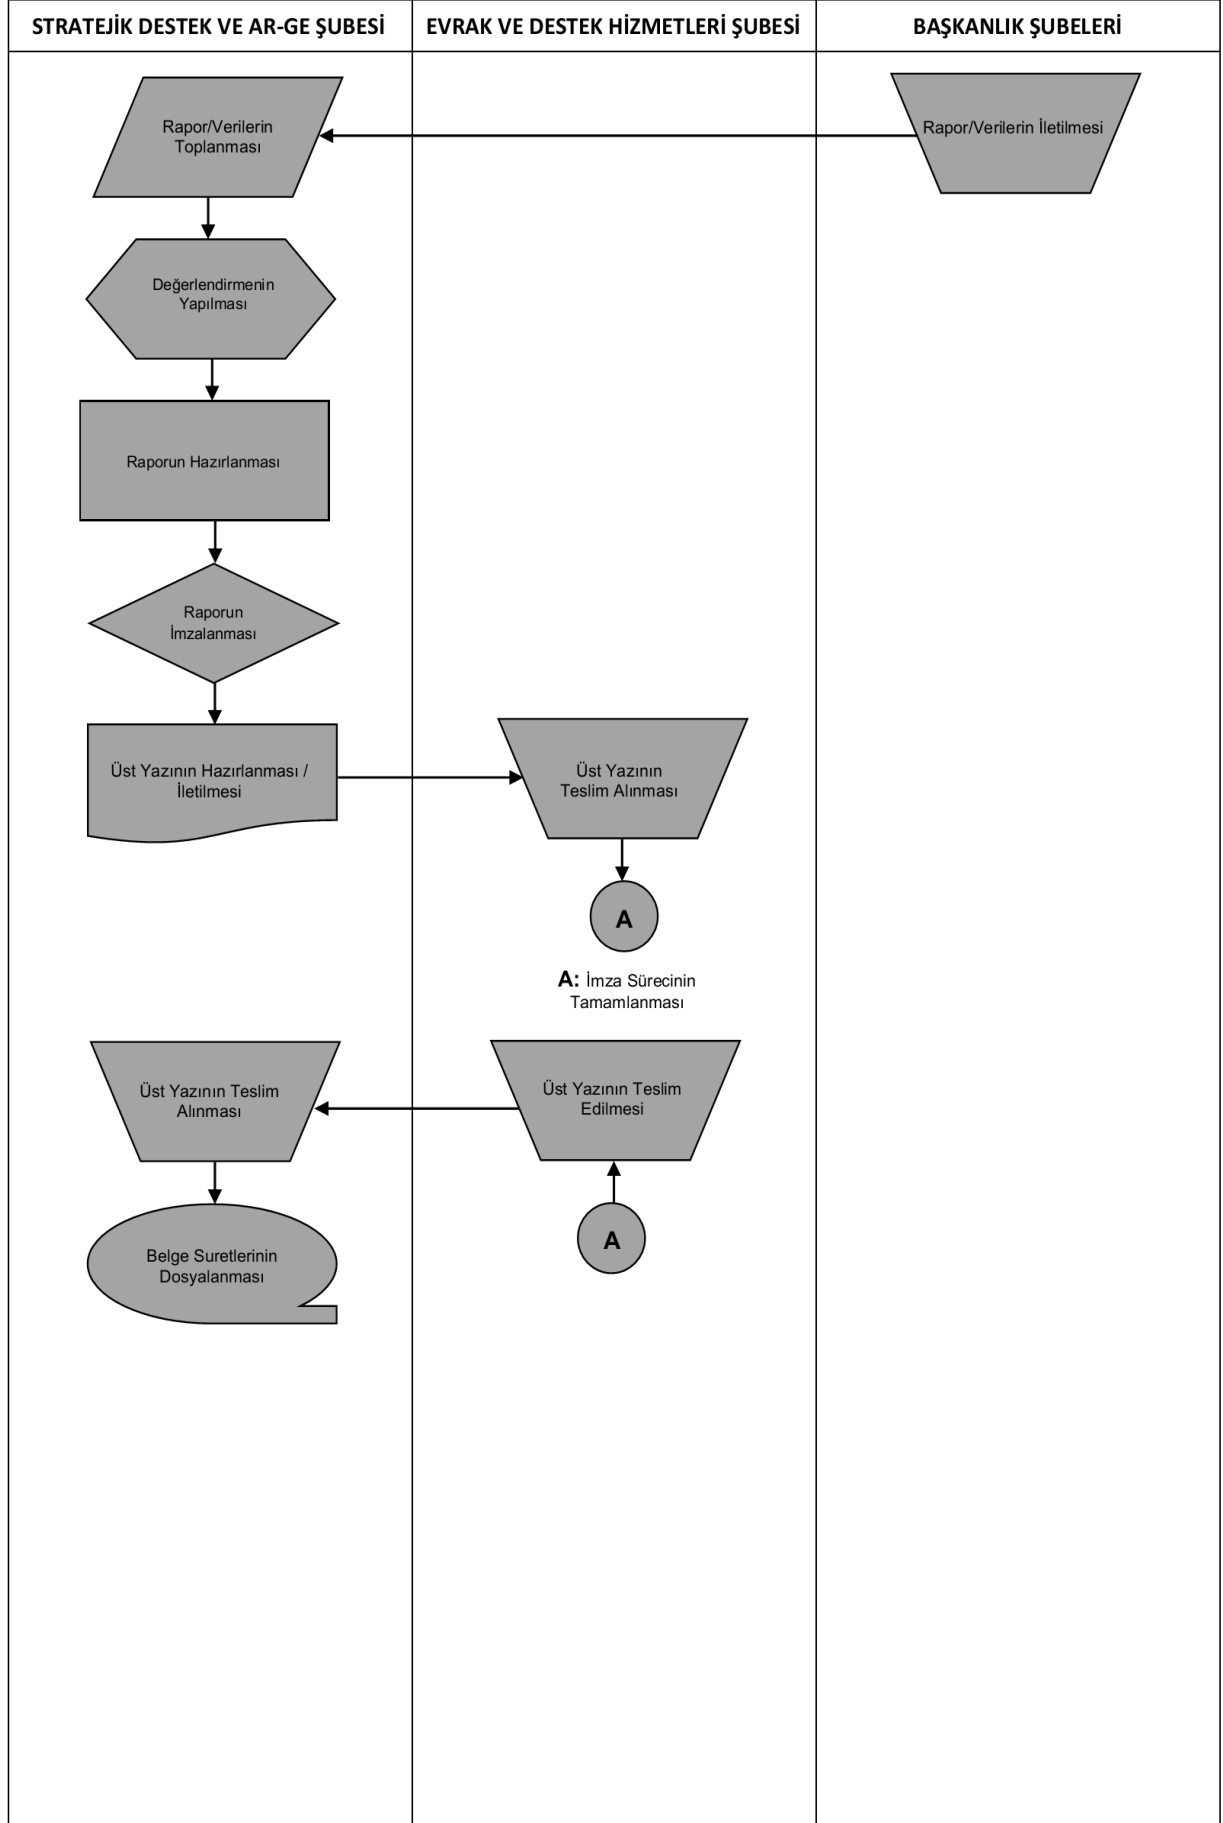 STRATEJİK DESTEK VE AR-GE ŞUBESİ
EVRAK VE DESTEK HİZMETLERİ ŞUBESİ
BAŞKANLIK ŞUBELERİ
Rapor/Verilerin
Toplanması
Rapor/Verilerin İletilmesi
Değerlendirmenin
Yapılması
Raporun Hazırlanması
Raporun
İmzalanması
Üst Yazının Hazırlanması /
İletilmesi
Üst Yazının
Teslim Alınması
A
A: İmza Sürecinin
Tamamlanması
Üst Yazının Teslim
Alınması
Üst Yazının Teslim
Edilmesi
A
Belge Suretlerinin
Dosyalanması